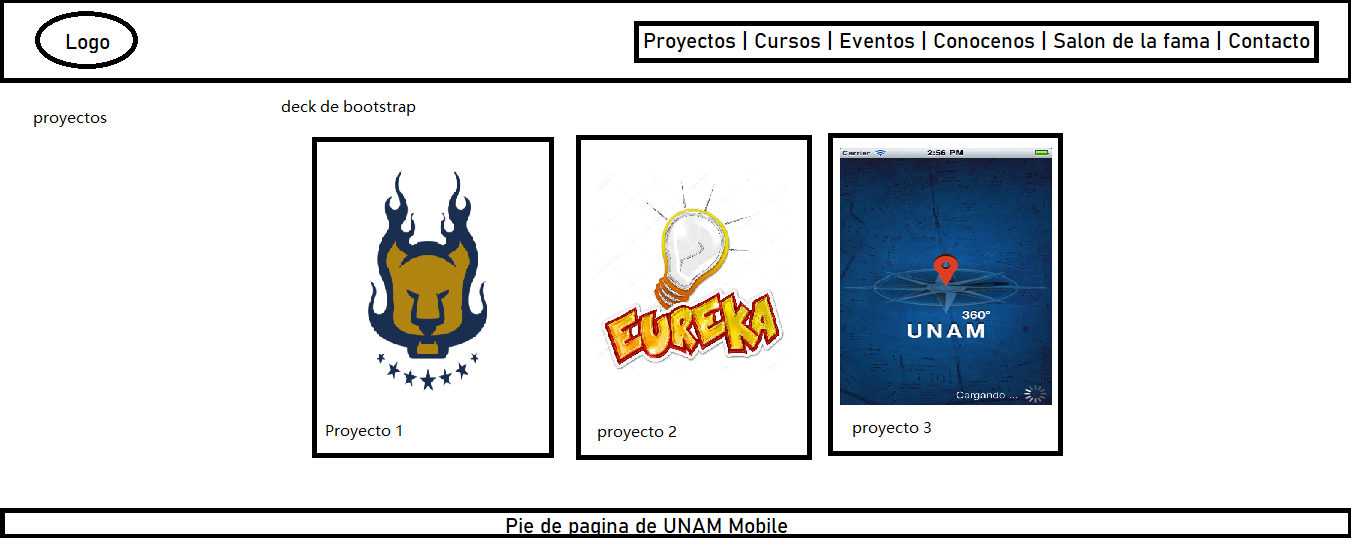 Logo
Proyectos | Cursos | Eventos | Conocenos | Salon de la fama | Contacto
proyectos
deck de bootstrap
Carrier 2:56 PM
EUREKA
360°
UNAM
Cargando ...
Proyecto 1
proyecto 2
proyecto 3
Pie de pagina de UNAM Mobile